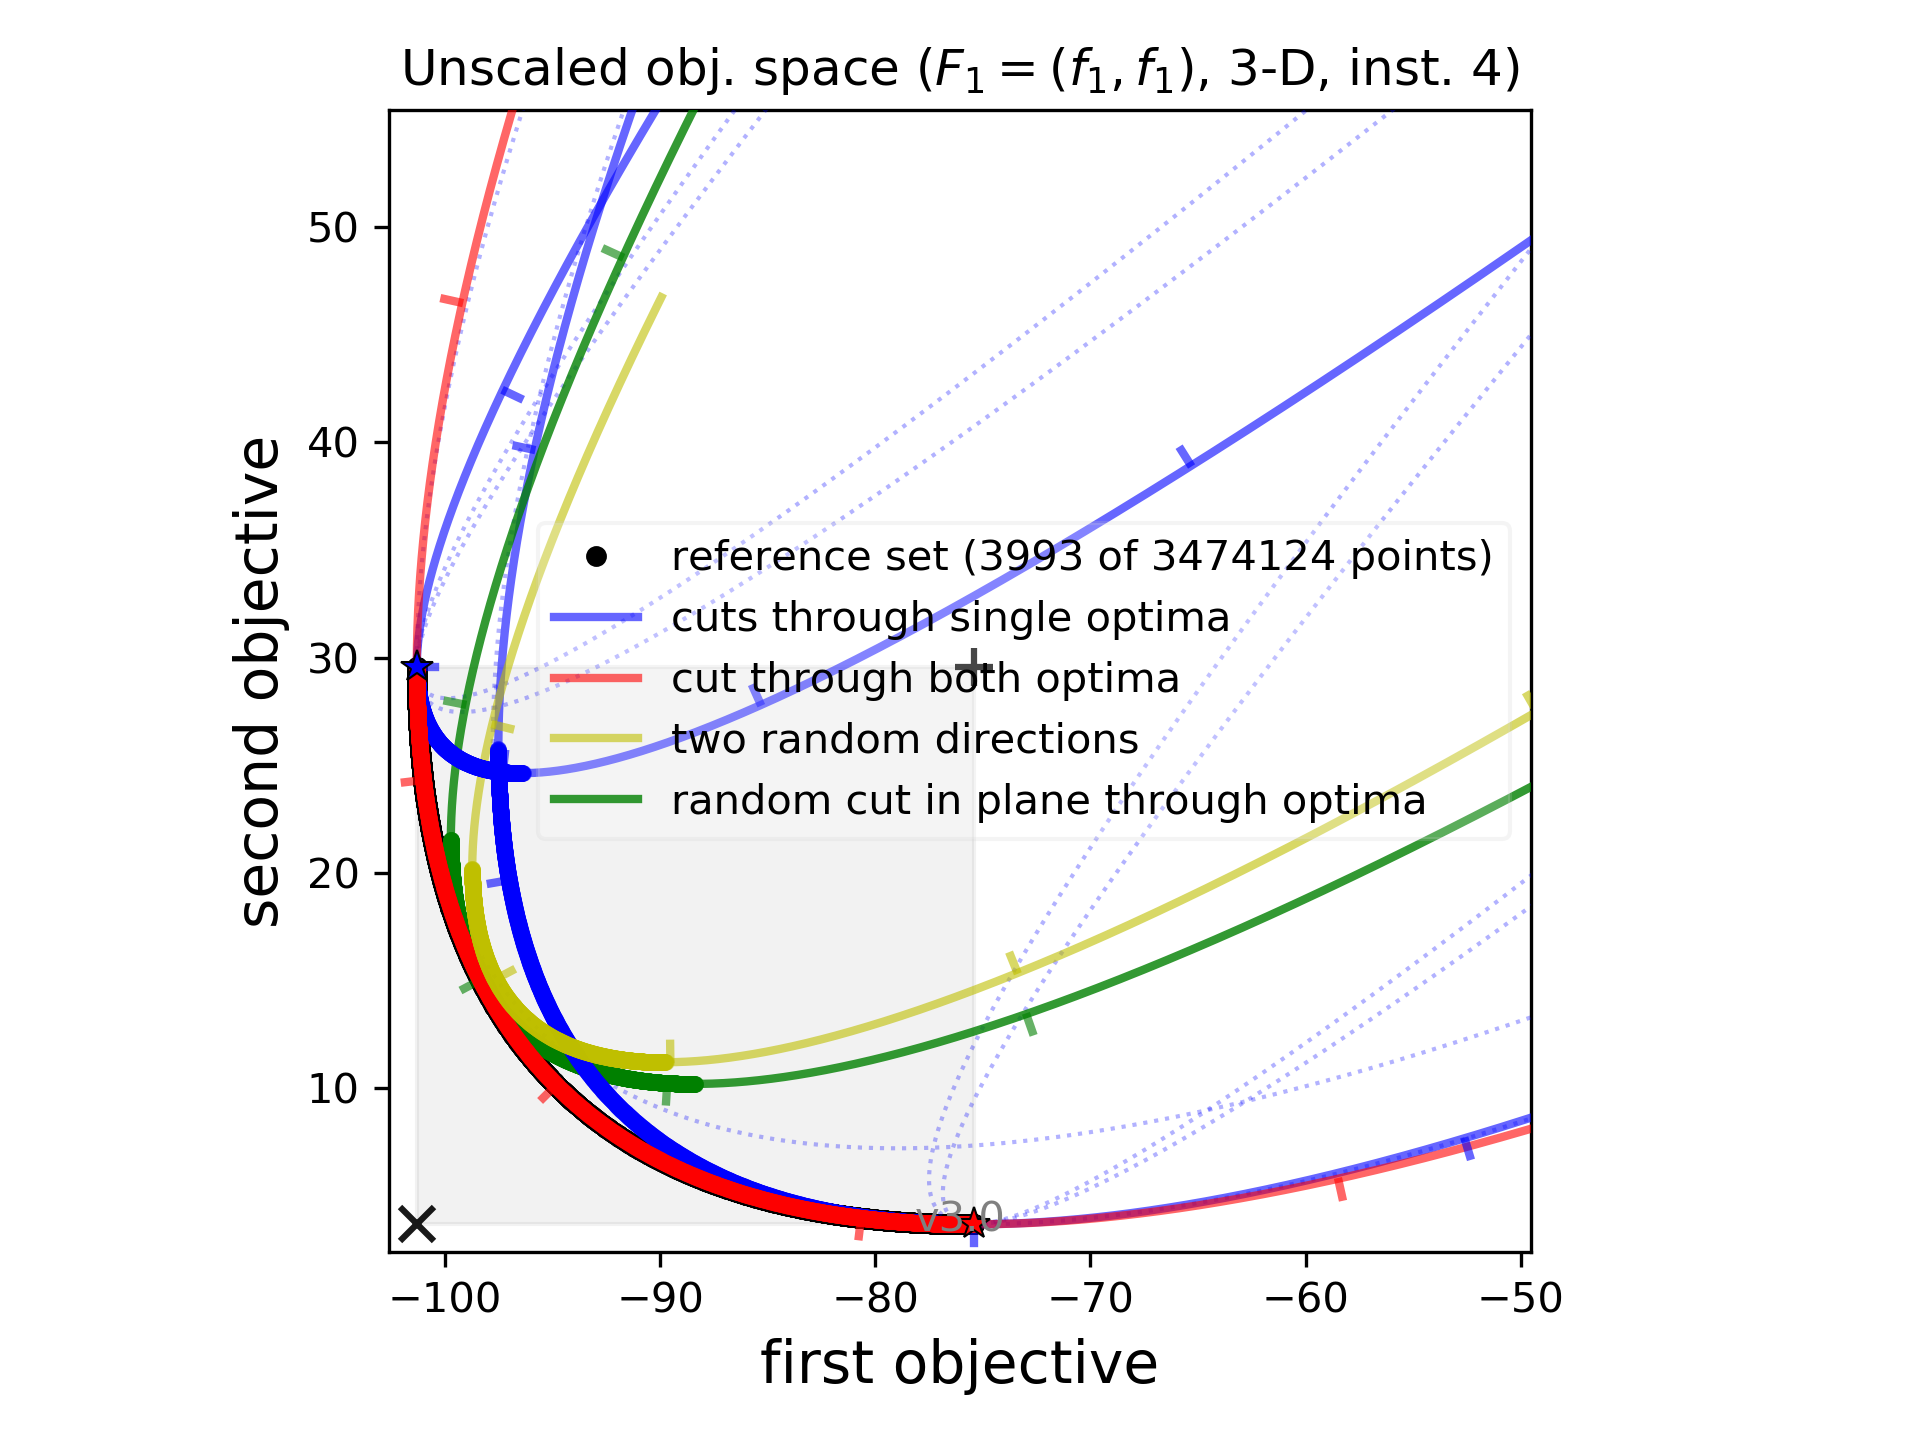 Unscaled obj. space ($F_1 = (f_1, f_1)$, 3-D, inst. 4)
50
40
30
20
10
second objective
reference set (3993 of 3474124 points)
cuts through single optima
cut through both optima
two random directions
random cut in plane through optima
v3.0
−100
−90
−80
−70
−60
−50
first objective